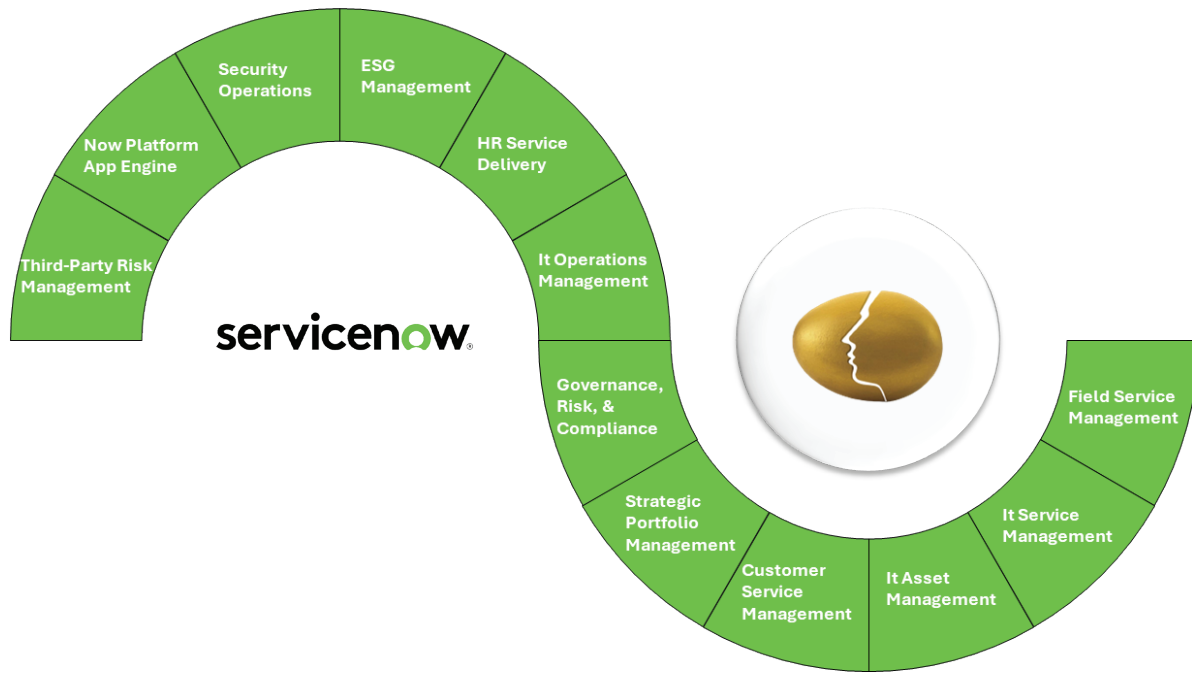 Third-Party Risk
Management
Now Platform
App Engine
Security
Operations
ESG
Management
HR Service
Delivery
It Operations
Management
servicenow®
Governance,
Risk, &
Compliance
Strategic
Portfolio
Management
Customer
Service
Management
It Asset
Management
It Service
Management
Field Service
Management